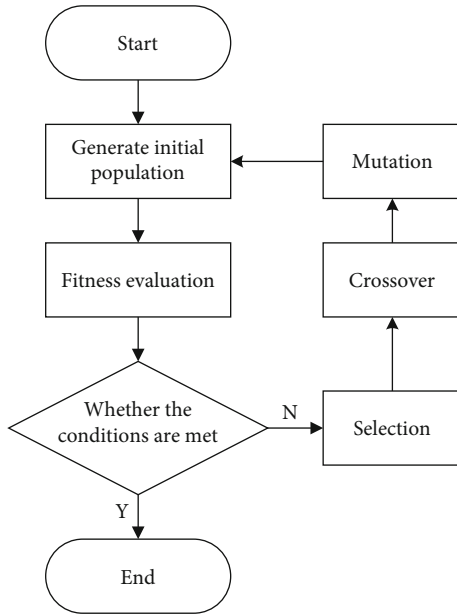 Start
Generate initial
population
Mutation
Fitness evaluation
Crossover
Whether the
conditions are met
N
Selection
Y
End